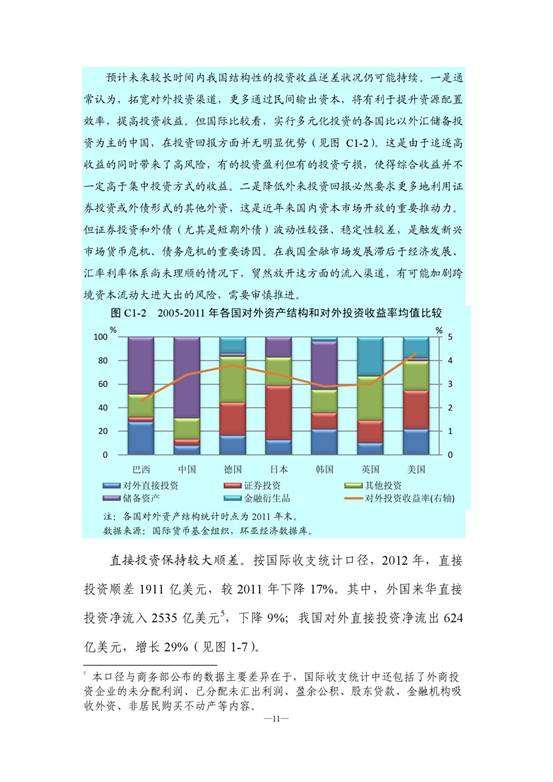 预计未来较长时间内我国结构性的投资收益逆差状况仍可能持续。一是通
常认为，拓宽对外投资渠道，更多通过民间输出资本，将有利于提升资源配置
效率，提高投资收益。但国际比较看，实行多元化投资的各国比以外汇储备投
资为主的中国，在投资回报方面并无明显优势（见图 C1-2）。这是由于追逐高
收益的同时带来了高风险，有的投资盈利但有的投资亏损，使得综合收益并不
一定高于集中投资方式的收益。二是降低外来投资回报必然要求更多地利用证
券投资或外债形式的其他外资，这是近年来国内资本市场开放的重要推动力。
但证券投资和外债（尤其是短期外债）波动性较强、稳定性较差，是触发新兴
市场货币危机、债务危机的重要诱因。在我国金融市场发展滞后于经济发展、
汇率利率体系尚未理顺的情况下，贸然放开这方面的流入渠道，有可能加剧跨
境资本流动大进大出的风险，需要审慎推进。
图 C1-2 2005-2011 年各国对外资产结构和对外投资收益率均值比较
% %
100 5
80 4
60 3
40 2
20 1
0 0
巴西 中国 德国 日本 韩国 英国 美国
对外直接投资 证券投资 其他投资
储备资产 金融衍生品 对外投资收益率(右轴)
注：各国对外资产结构统计时点为 2011 年末。
数据来源：国际货币基金组织，环亚经济数据库。
直接投资保持较大顺差。按国际收支统计口径，2012 年，直接
投资顺差 1911 亿美元，较 2011 年下降 17%。其中，外国来华直接
投资净流入 2535 亿美元5，下降 9%；我国对外直接投资净流出 624
亿美元，增长 29%（见图 1-7）。
5 本口径与商务部公布的数据主要差异在于，国际收支统计中还包括了外商投
资企业的未分配利润、已分配未汇出利润、盈余公积、股东贷款、金融机构吸
收外资、非居民购买不动产等内容。
—11—